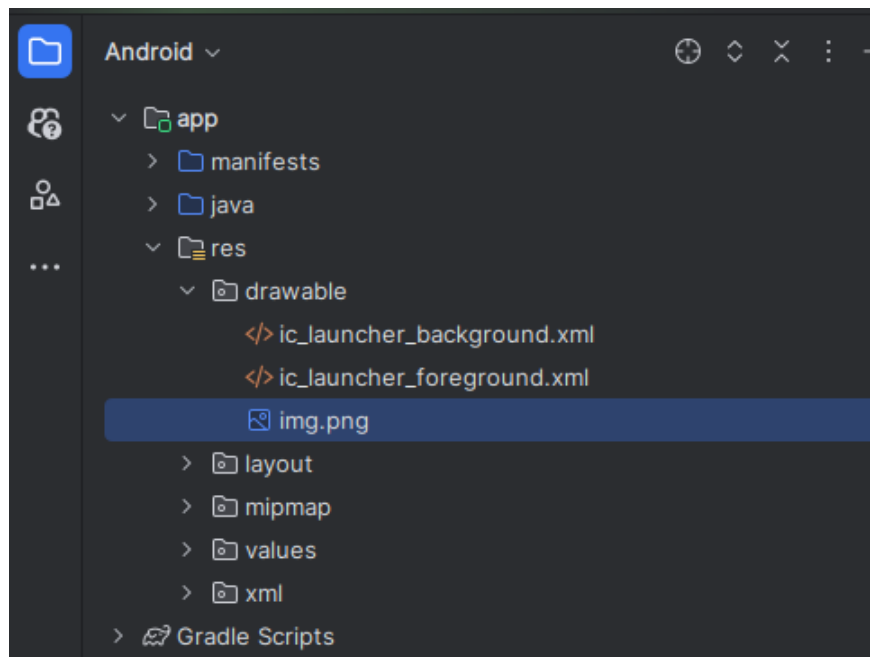 Android
app
manifests
java
res
drawable
ic_launcher_background.xml
ic_launcher_foreground.xml
img.png
layout
mipmap
values
xml
Gradle Scripts